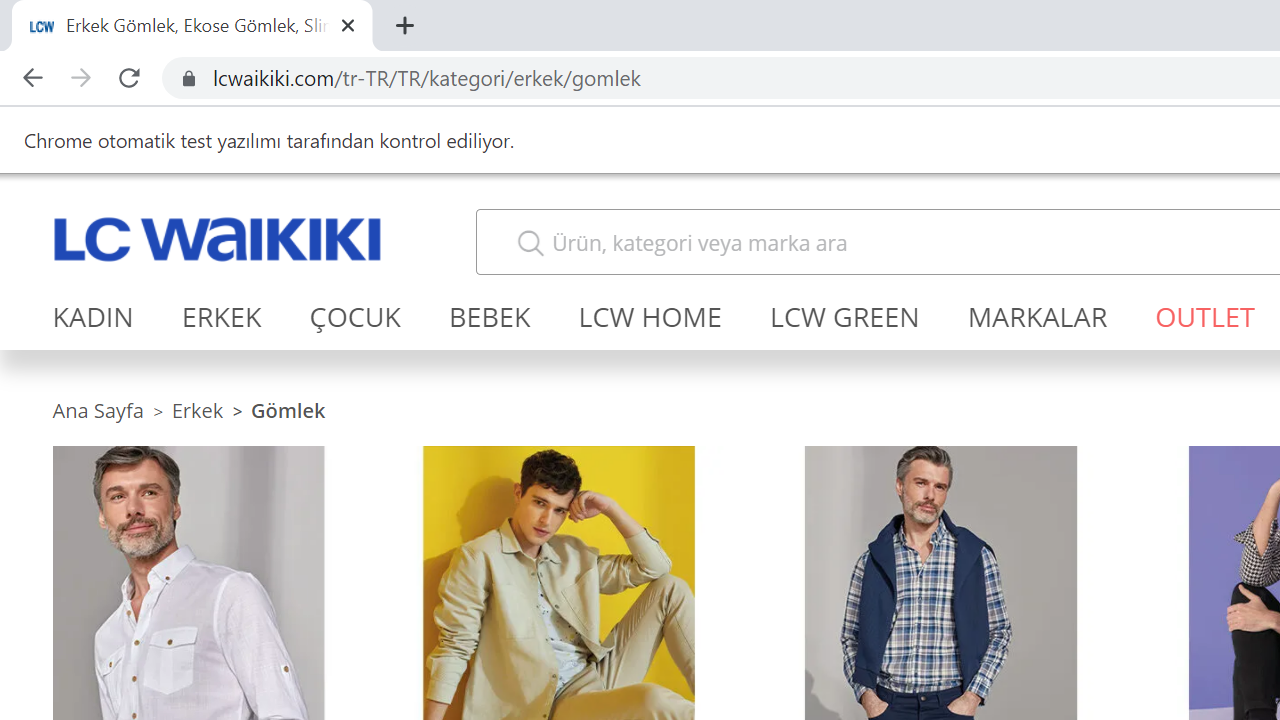 LCW Erkek Gömlek, Ekose Gömlek, Sli
lcwaikiki.com/tr-TR/TR/kategori/erkek/gomlek
Chrome otomatik test yazılımı tarafından kontrol ediliyor.
LC WAIKIKI
Ürün, kategori veya marka ara
KADIN ERKEK ÇOCUK BEBEK LCW HOME LCW GREEN MARKALAR OUTLET
Ana Sayfa > Erkek > Gömlek